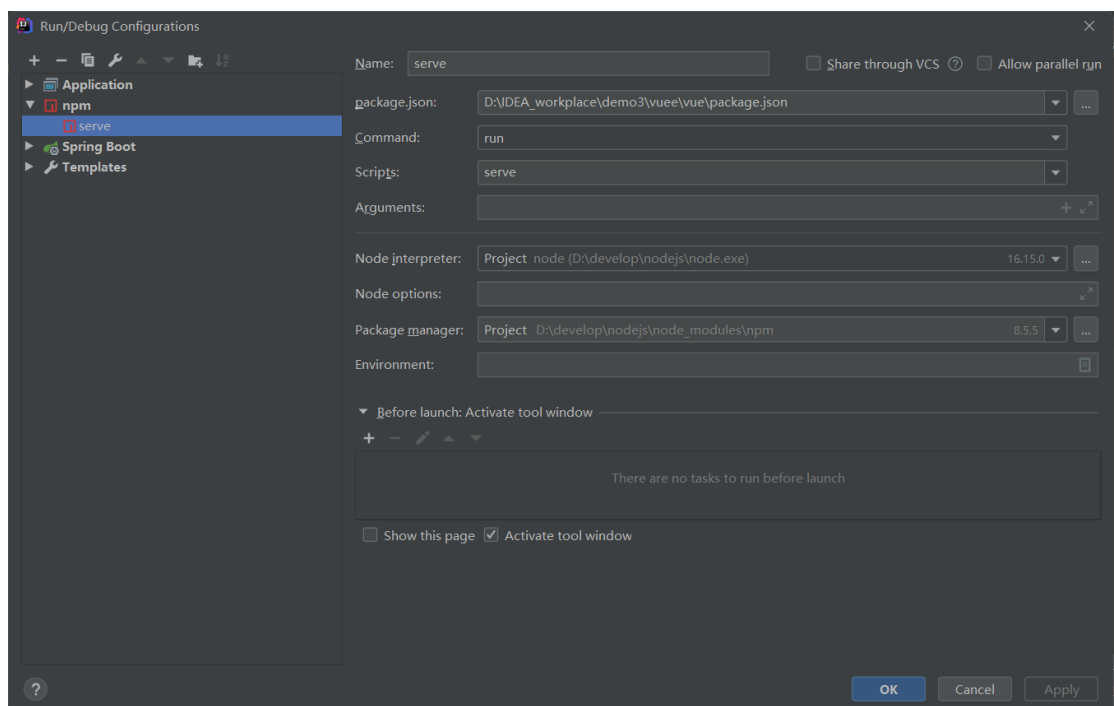 Run/Debug Configurations
Application
npm
serve
Spring Boot
Templates
Name: serve Share through VCS ? Allow parallel run
package.json: D:\IDEA_workplace\demo3\vuee\vue\package.json ...
Command: run
Scripts: serve
Arguments:
Node interpreter: Project node (D:\develop\nodejs\node.exe) 16.15.0 ...
Node options:
Package manager: Project D:\develop\nodejs\node_modules\npm 8.5.5 ...
Environment:
Before launch: Activate tool window
There are no tasks to run before launch
Show this page Activate tool window
? OK Cancel Apply